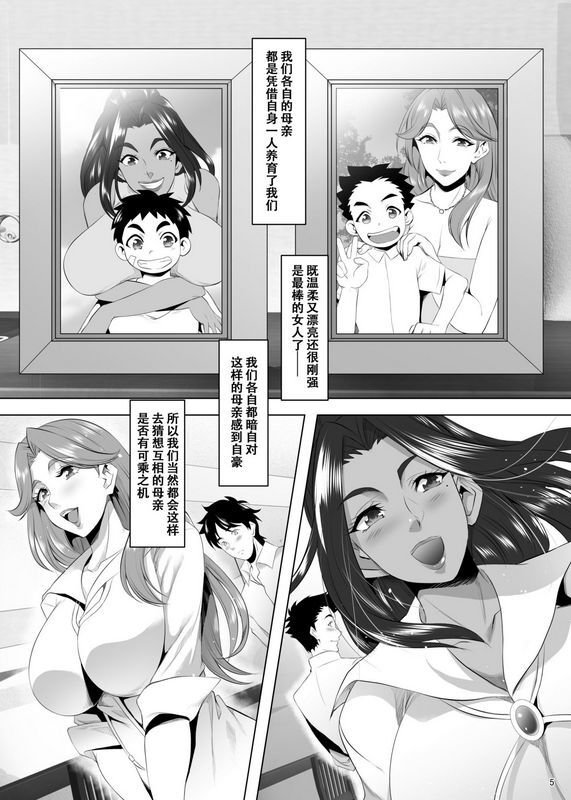 我们各自的母亲
都是凭借自身
一人养育了我们
既温柔又漂亮还很刚强
是最棒的女人了——
我们各自都暗自对
这样的母亲感到自豪
所以我们当然都会这样
去猜想互相的母亲
是否有可乘之机
5